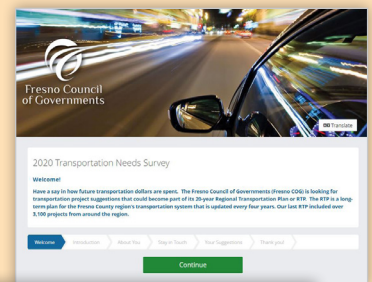 Fresno Council
of Governments
Translate
2020 Transportation Needs Survey
Welcome!
Have a say in how future transportation dollars are spent. The Fresno Council of Governments (Fresno COG) is looking for
transportation project suggestions that could become part of its 20-year Regional Transportation Plan or RTP. The RTP is a long-
term plan for the Fresno County region's transportation system that is updated every four years. Our last RTP included over
3,100 projects from around the region.
Welcome Introduction About You Stay in Touch Your Suggestions Thank you!
Continue